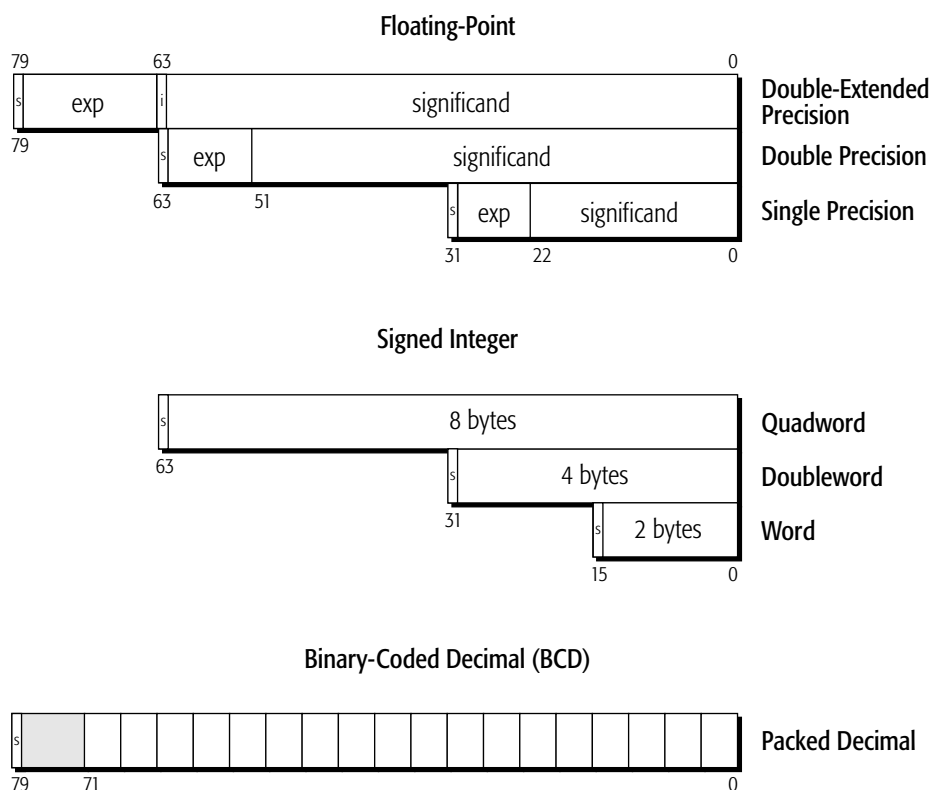 Floating-Point
79 63 0
s exp i significand Double-Extended
Precision
79
s exp significand Double Precision
63 51
s exp significand Single Precision
31 22 0
Signed Integer
s 8 bytes Quadword
63
s 4 bytes Doubleword
31
s 2 bytes Word
15 0
Binary-Coded Decimal (BCD)
s Packed Decimal
79 71 0